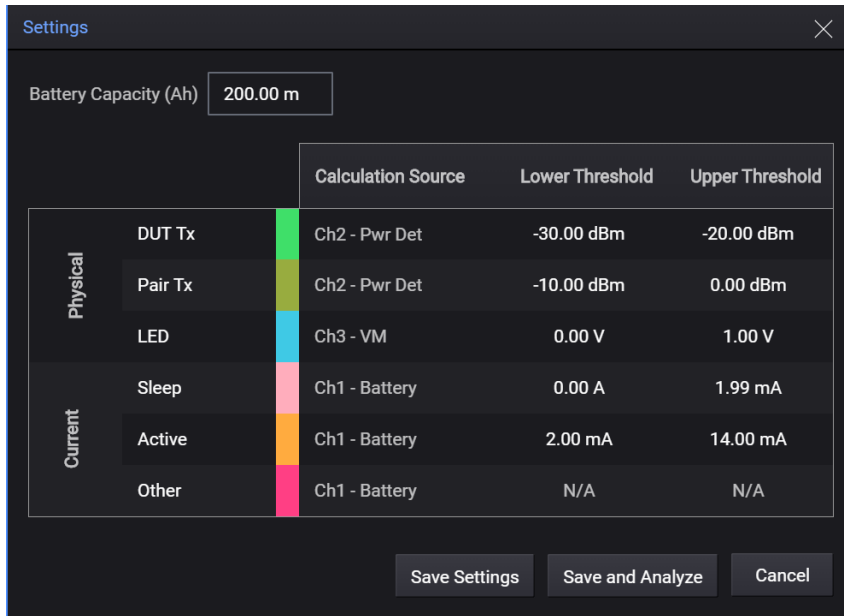 Settings
Battery Capacity (Ah) 200.00 m
Calculation Source Lower Threshold Upper Threshold
Physical
DUT Tx Ch2 - Pwr Det -30.00 dBm -20.00 dBm
Pair Tx Ch2 - Pwr Det -10.00 dBm 0.00 dBm
LED Ch3 - VM 0.00 V 1.00 V
Current
Sleep Ch1 - Battery 0.00 A 1.99 mA
Active Ch1 - Battery 2.00 mA 14.00 mA
Other Ch1 - Battery N/A N/A
Save Settings Save and Analyze Cancel